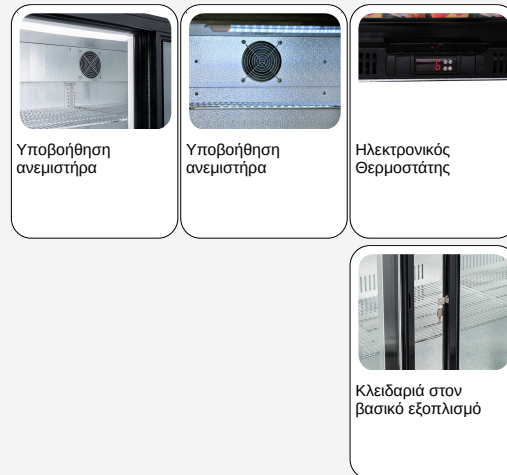 Υποβοήθηση
ανεμιστήρα
Υποβοήθηση
ανεμιστήρα
Ηλεκτρονικός
Θερμοστάτης
Κλειδαριά στον
βασικό εξοπλισμό